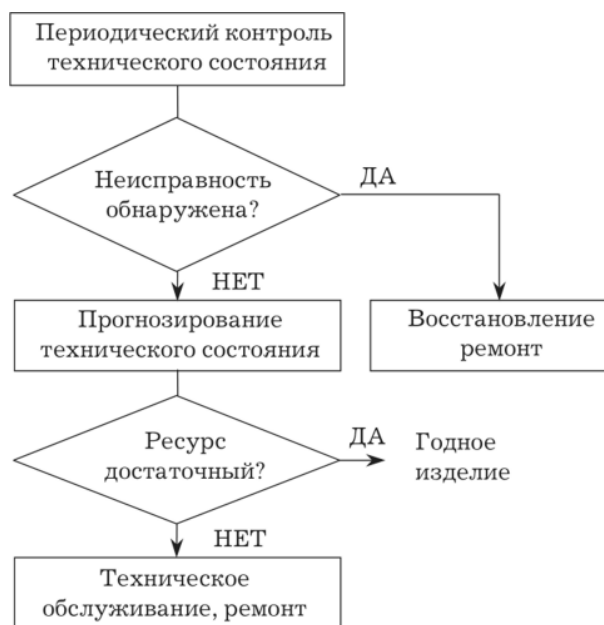 Периодический контроль
технического состояния
Неисправность
обнаружена?
ДА
НЕТ
Прогнозирование
технического состояния
Восстановление
ремонт
Ресурс
достаточный?
ДА
Годное
изделие
НЕТ
Техническое
обслуживание, ремонт